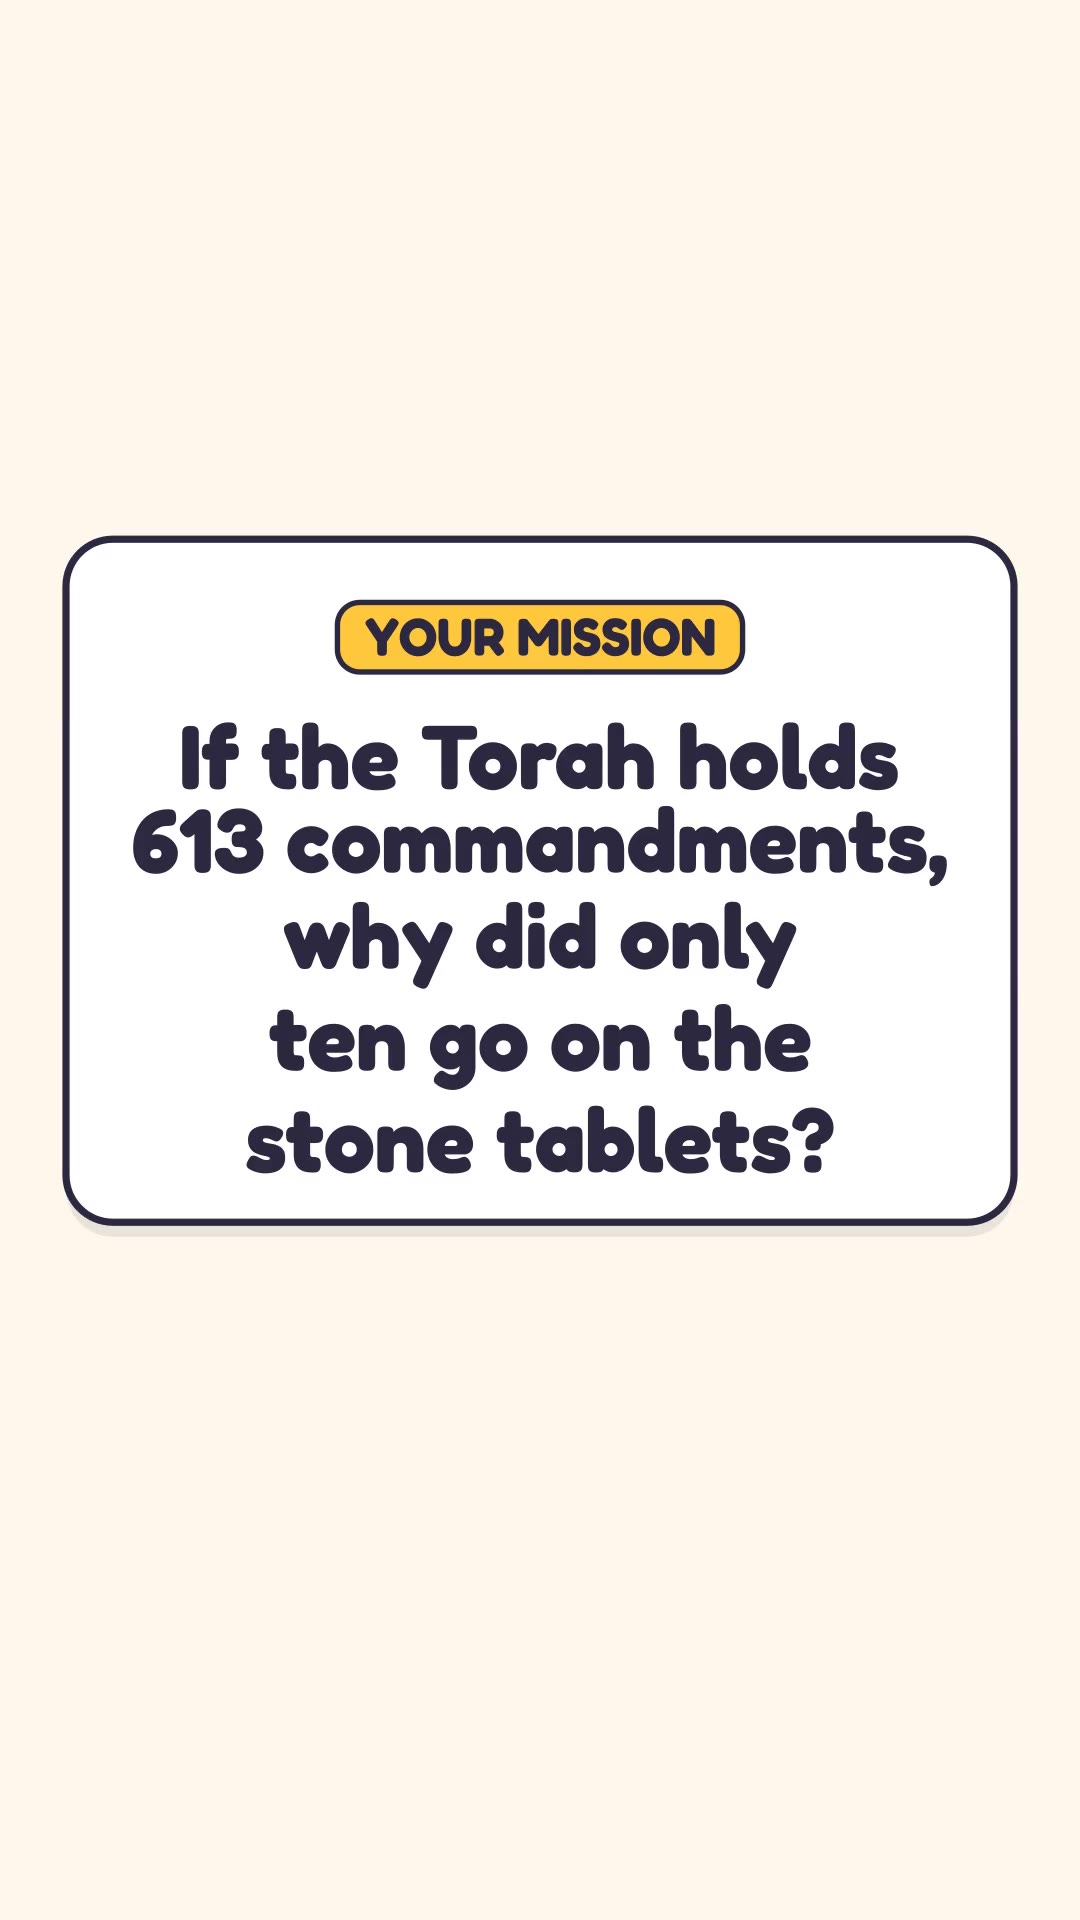 YOUR MISSION
If the Torah holds
613 commandments,
why did only
ten go on the
stone tablets?